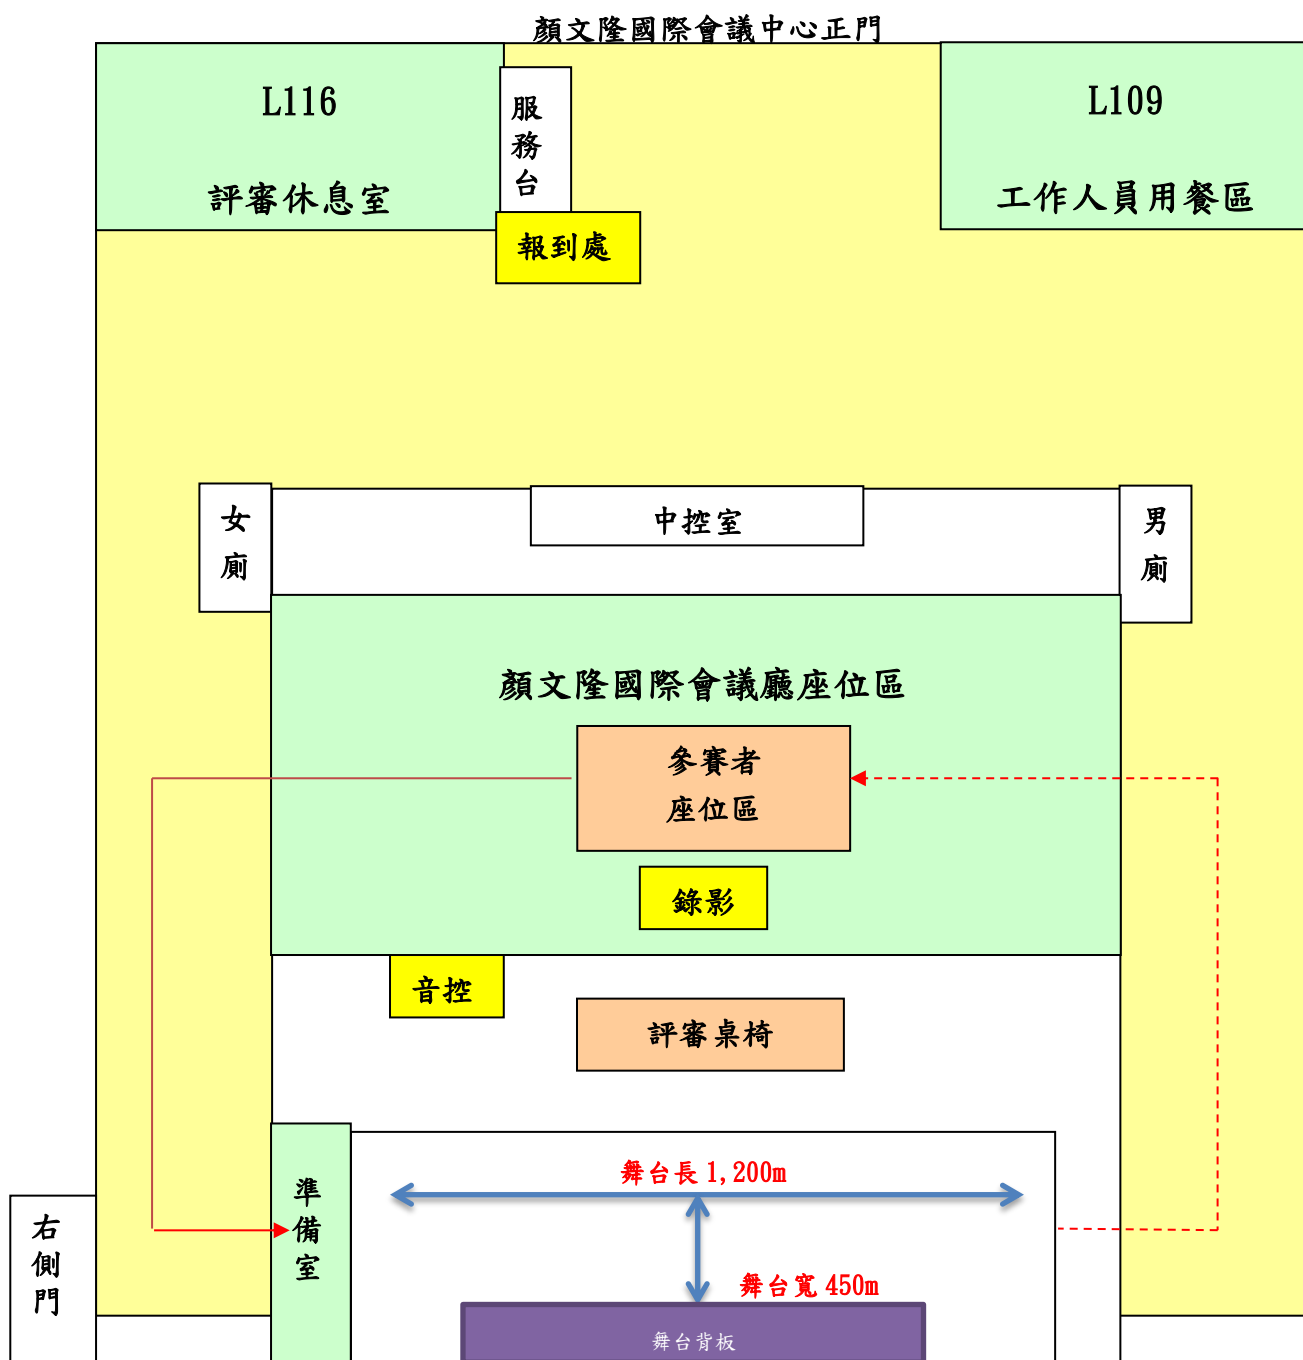 顏文隆國際會議中心正門
L116
評審休息室
服務台
L109
工作人員用餐區
報到處
女廁
中控室
男廁
顏文隆國際會議廳座位區
參賽者
座位區
錄影
音控
評審桌椅
舞台長 1,200m
準備室
右側門
舞台寬 450m
舞台背板